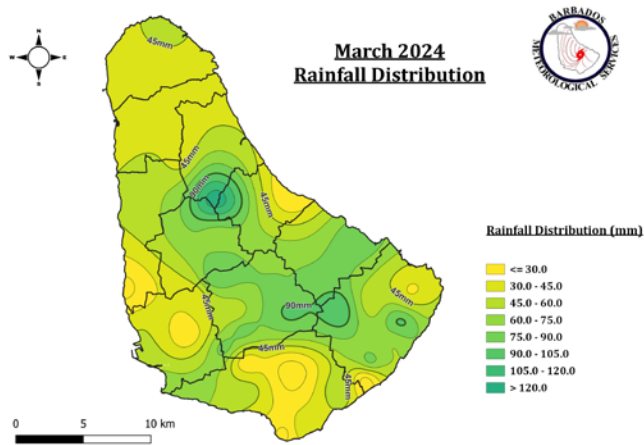 March 2024
Rainfall Distribution
BARBADOS
METEOROLOGICAL SERVICES
N
W
E
S
45mm
45mm
90mm
45mm
45mm
45mm
90mm
45mm
45mm
Rainfall Distribution (mm)
<= 30.0
30.0 - 45.0
45.0 - 60.0
60.0 - 75.0
75.0 - 90.0
90.0 - 105.0
105.0 - 120.0
> 120.0
0 5 10 km